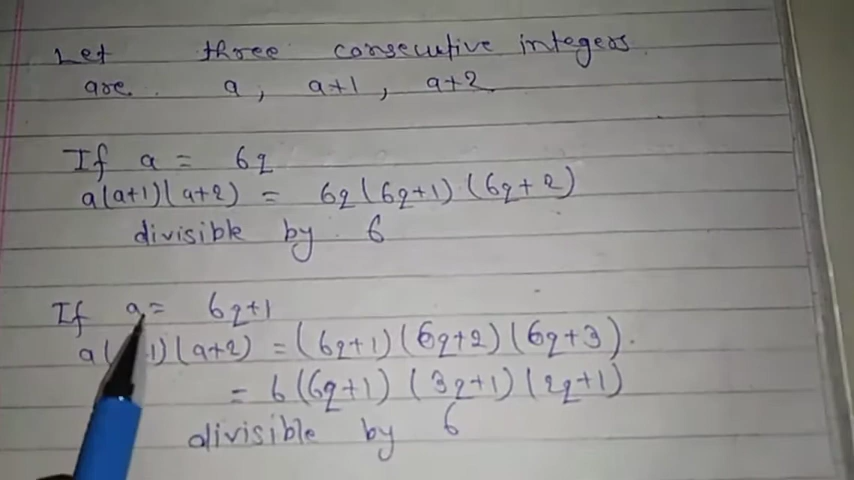 Let three consecutive integers
are a, a+1, a+2
If a = 6q
a(a+1)(a+2) = 6q(6q+1)(6q+2)
divisible by 6
If a = 6q+1
a( 1)(a+2) = (6q+1)(6q+2)(6q+3).
= 6(6q+1)(3q+1)(2q+1)
divisible by 6